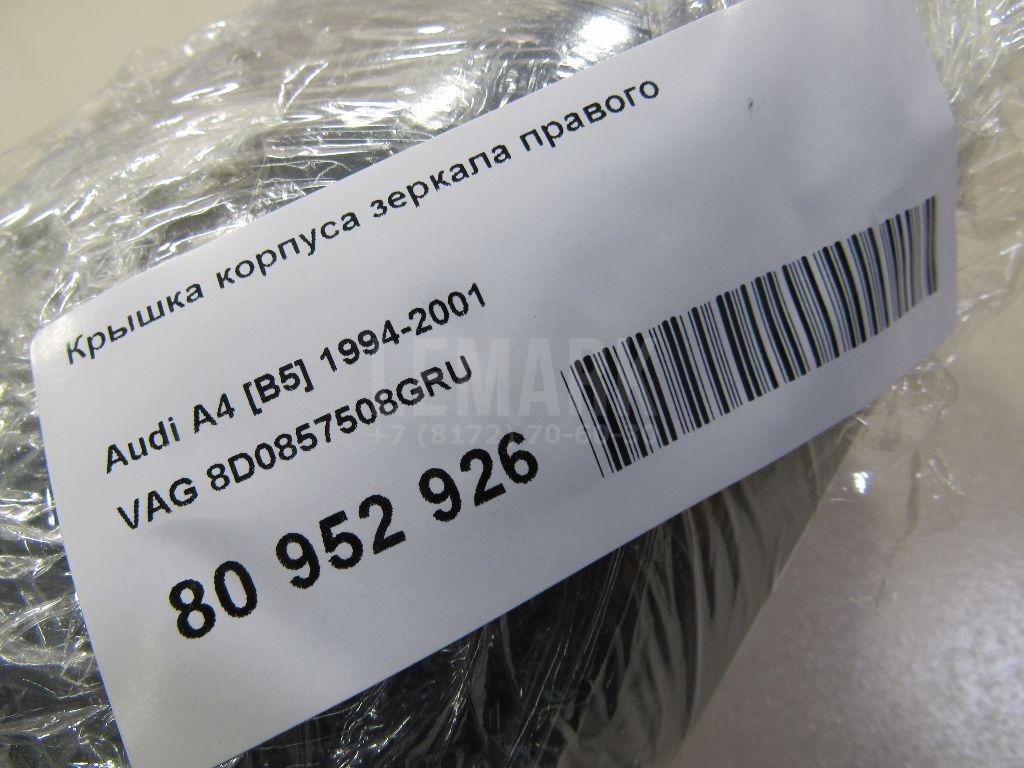 Крышка корпуса зеркала правого
Audi A4 [B5] 1994-2001
VAG 8D0857508GRU
80 952 926